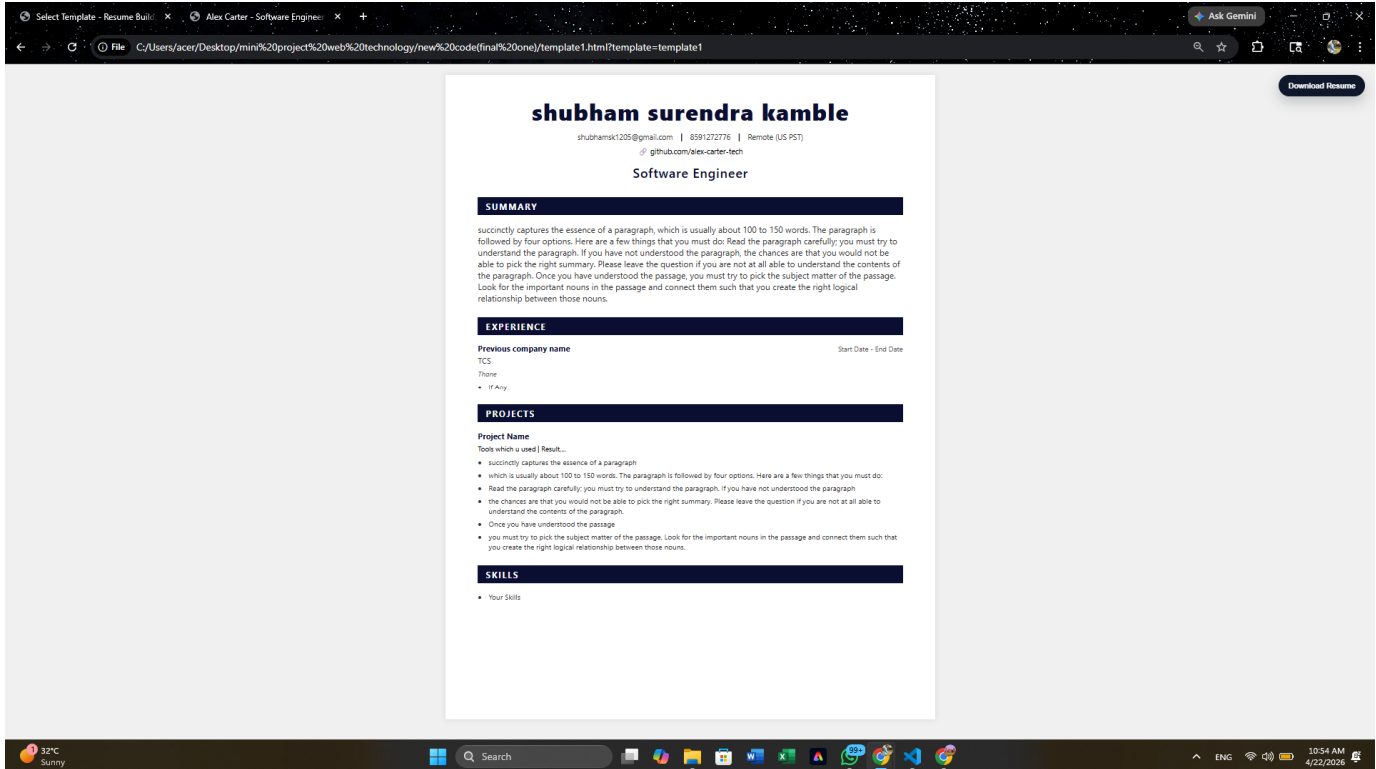 Select Template - Resume Build
Alex Carter - Software Engineer
Ask Gemini
File
C:/Users/acer/Desktop/mini%20project%20web%20technology/new%20code(final%20one)/template1.html?template=template1
Download Resume
shubham surendra kamble
shubhamsk1205@gmail.com | 8591272776 | Remote (US PST)
github.com/alex-carter-tech
Software Engineer
SUMMARY
succinctly captures the essence of a paragraph, which is usually about 100 to 150 words. The paragraph is
followed by four options. Here are a few things that you must do: Read the paragraph carefully; you must try to
understand the paragraph. If you have not understood the paragraph, the chances are that you would not be
able to pick the right summary. Please leave the question if you are not at all able to understand the contents of
the paragraph. Once you have understood the passage, you must try to pick the subject matter of the passage.
Look for the important nouns in the passage and connect them such that you create the right logical
relationship between those nouns.
EXPERIENCE
Previous company name
Start Date - End Date
TCS
Thane
• If Any
PROJECTS
Project Name
Tools which u used | Result...
• succinctly captures the essence of a paragraph
• which is usually about 100 to 150 words. The paragraph is followed by four options. Here are a few things that you must do:
• Read the paragraph carefully; you must try to understand the paragraph. If you have not understood the paragraph
• the chances are that you would not be able to pick the right summary. Please leave the question if you are not at all able to
understand the contents of the paragraph.
• Once you have understood the passage
• you must try to pick the subject matter of the passage. Look for the important nouns in the passage and connect them such that
you create the right logical relationship between those nouns.
SKILLS
• Your Skills
1
32°C
Sunny
Search
99+
ENG
10:54 AM
4/22/2026